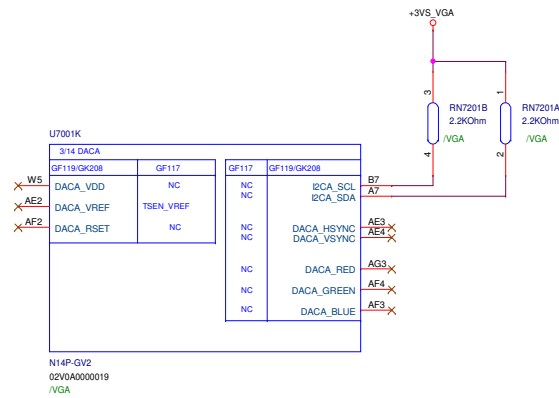 +3VS_VGA
3
1
RN7201B
RN7201A
2.2KOhm
2.2KOhm
/VGA
/VGA
4
2
U7001K
3/14 DACA
GF119/GK208
GF117
GF117
GF119/GK208
W5
DACA_VDD
NC
NC
I2CA_SCL
B7
NC
I2CA_SDA
A7
AE2
DACA_VREF
TSEN_VREF
AF2
DACA_RSET
NC
NC
DACA_HSYNC
AE3
NC
DACA_VSYNC
AE4
NC
DACA_RED
AG3
NC
DACA_GREEN
AF4
NC
DACA_BLUE
AF3
N14P-GV2
02V0A0000019
/VGA